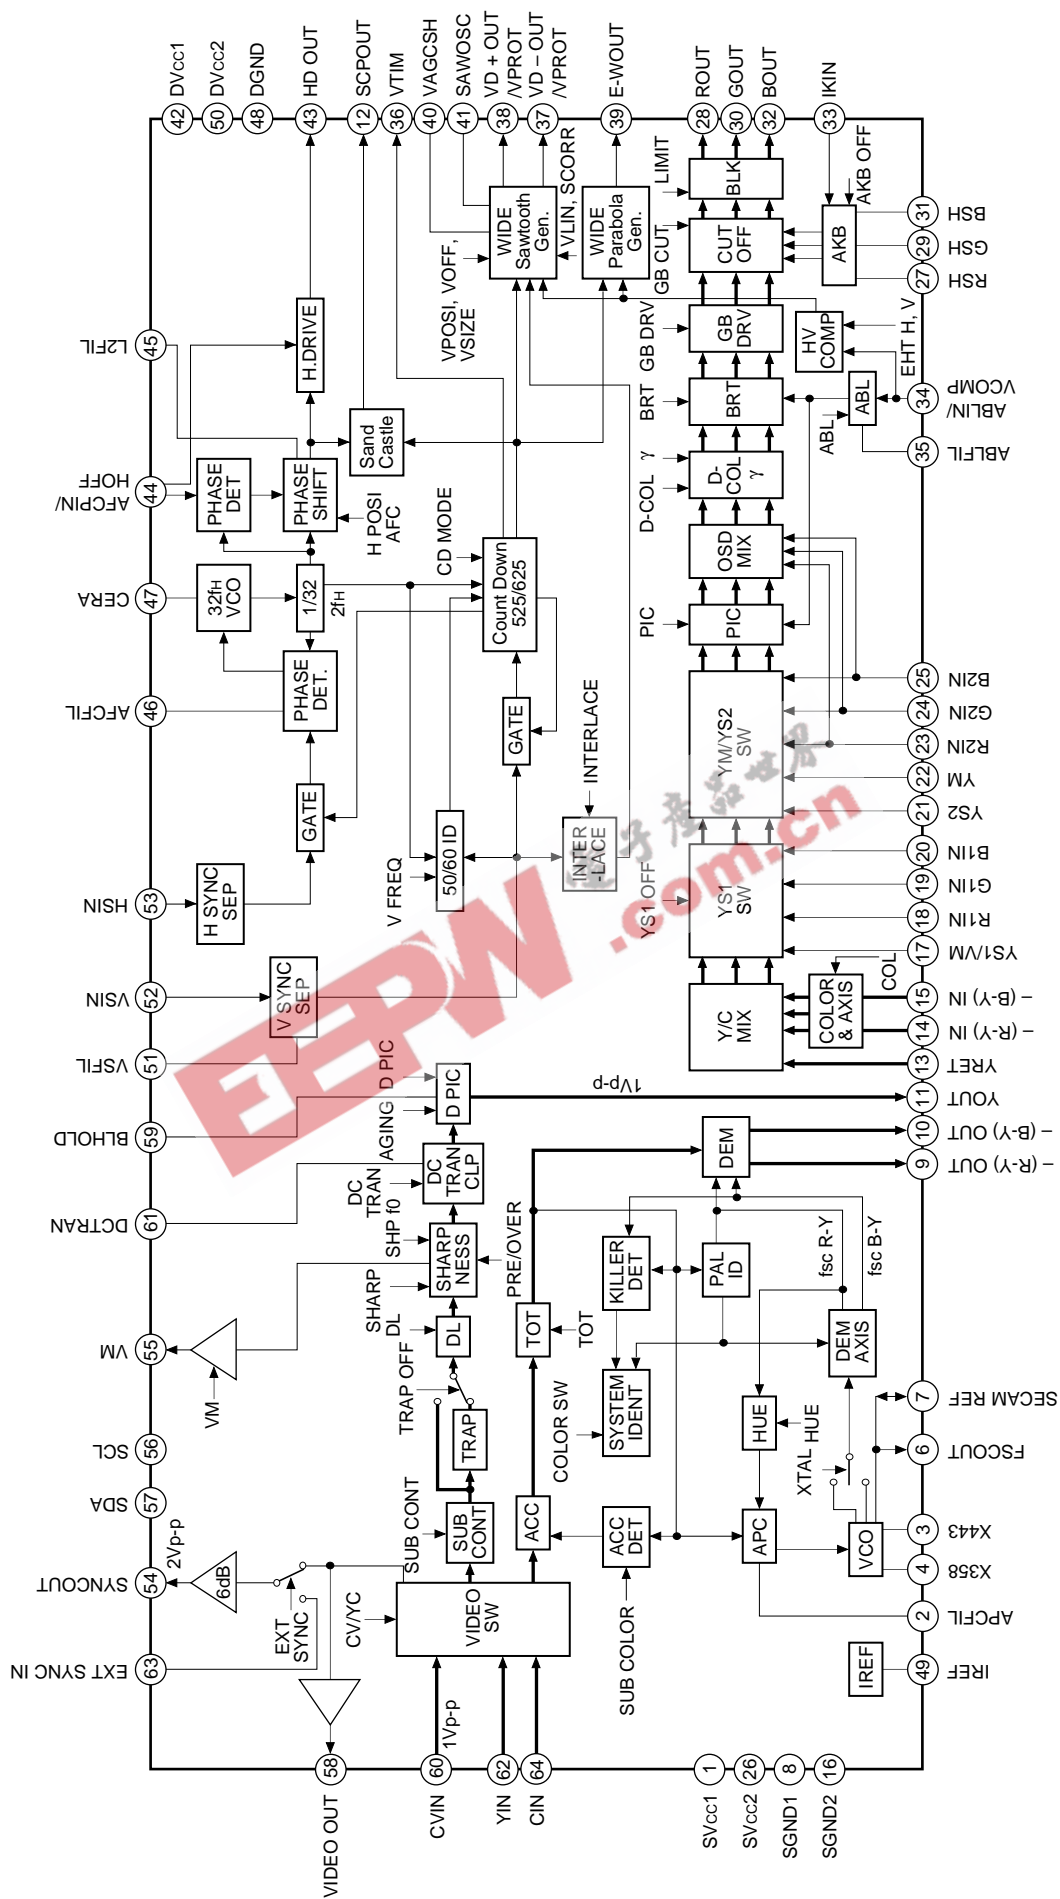 VIDEO OUT
58
CVIN
60
1Vp-p
YIN
62
CIN
64
SVcc1
1
SVcc2
26
SGND1
8
SGND2
16
EXT SYNC IN
63
SYNCOUT
54
2Vp-p
SDA
57
SCL
56
VM
55
DCTRAN
61
BLHOLD
59
VSFIL
51
VSIN
52
HSIN
53
AFCFIL
46
CERA
47
AFCPIN/
HOFF
44
L2FIL
45
6dB
EXT
SYNC
VM
CV/YC
VIDEO
SW
SUB CONT
SUB
CONT
TRAP
TRAP OFF
DL
DL
SHARP
SHARP
NESS
SHP f0
PRE/OVER
DC
TRAN
DC
TRAN
CLP
AGING
D PIC
D PIC
1Vp-p
ACC
TOT
TOT
COLOR SW
SYSTEM
IDENT
KILLER
DET
ACC
DET
SUB COLOR
PAL
ID
DEM
fsc R-Y
fsc B-Y
DEM
AXIS
HUE
HUE
XTAL
APC
VCO
IREF
V SYNC
SEP
H SYNC
SEP
GATE
PHASE
DET.
32fH
VCO
1/32
2fH
PHASE
DET
PHASE
SHIFT
H POSI
AFC
H.DRIVE
Sand
Castle
V FREQ
50/60 ID
GATE
CD MODE
Count Down
525/625
INTERLACE
INTER
-LACE
VPOSI, VOFF,
VSIZE
WIDE
Sawtooth
Gen.
VLIN, SCORR
WIDE
Parabola
Gen.
Y/C
MIX
COLOR
& AXIS
COL
YS1 OFF
YS1
SW
YM/YS2
SW
PIC
PIC
OSD
MIX
D-COL γ
D-
COL
γ
BRT
BRT
GB DRV
GB
DRV
GB CUT
CUT
OFF
LIMIT
BLK
AKB
AKB OFF
HV
COMP
EHT H, V
ABL
ABL
DVcc1
42
DVcc2
50
DGND
48
HD OUT
43
SCPOUT
12
VTIM
36
VAGCSH
40
SAWOSC
41
VD + OUT
/VPROT
38
VD – OUT
/VPROT
37
E-WOUT
39
ROUT
28
GOUT
30
BOUT
32
IKIN
33
IREF
49
APCFIL
2
X358
4
X443
3
FSCOUT
6
SECAM REF
7
– (R-Y) OUT
9
– (B-Y) OUT
10
YOUT
11
YRET
13
– (R-Y) IN
14
– (B-Y) IN
15
YS1/VM
17
R1IN
18
G1IN
19
B1IN
20
YS2
21
YM
22
R2IN
23
G2IN
24
B2IN
25
ABLFIL
35
ABLIN/
VCOMP
34
RSH
27
GSH
29
BSH
31
EEPW.com.cn
電子產品世界